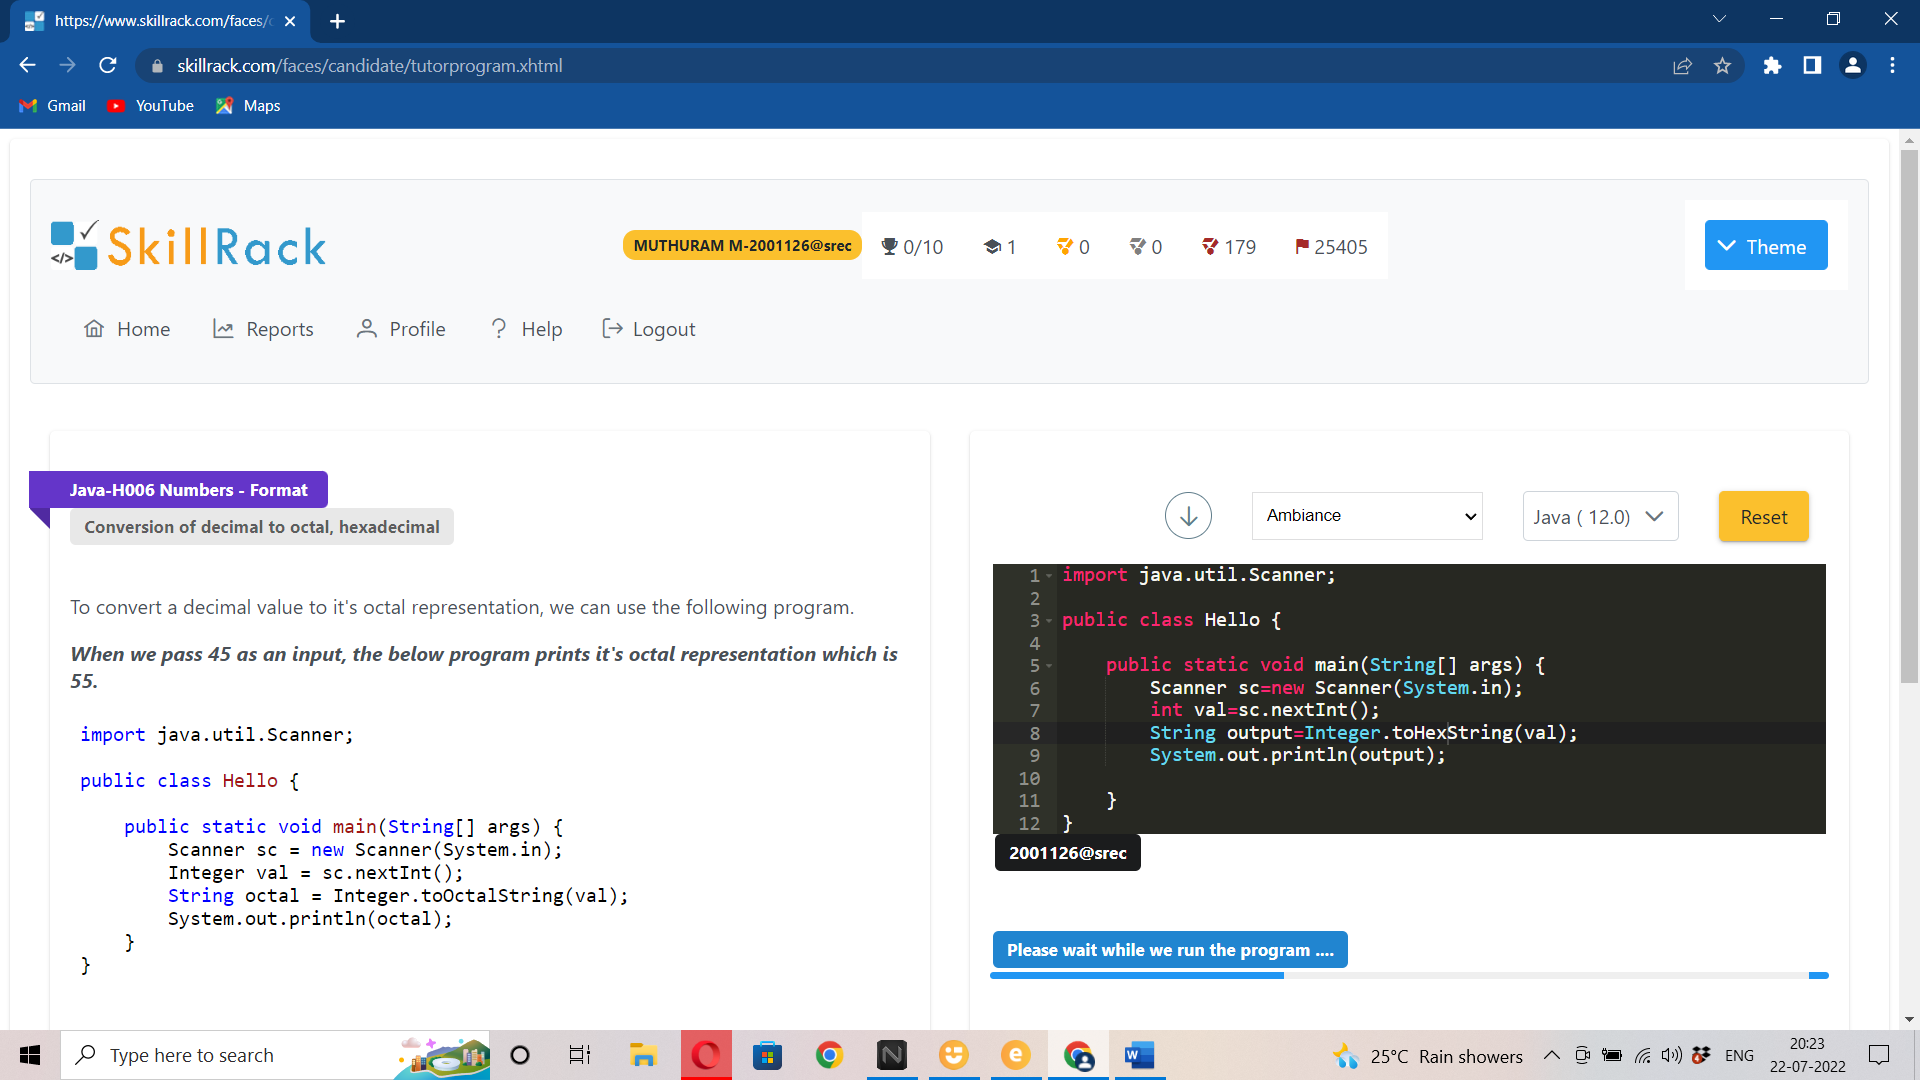 https://www.skillrack.com/faces/c
skillrack.com/faces/candidate/tutorprogram.xhtml
Gmail YouTube Maps
SkillRack
MUTHURAM M-2001126@srec 0/10 1 0 0 179 25405
Theme
Home Reports Profile Help Logout
Java-H006 Numbers - Format
Conversion of decimal to octal, hexadecimal
To convert a decimal value to it's octal representation, we can use the following program.
When we pass 45 as an input, the below program prints it's octal representation which is
55.
import java.util.Scanner;
public class Hello {
public static void main(String[] args) {
Scanner sc = new Scanner(System.in);
Integer val = sc.nextInt();
String octal = Integer.toOctalString(val);
System.out.println(octal);
}
}
Ambiance Java ( 12.0) Reset
1 import java.util.Scanner;
2
3 public class Hello {
4
5 public static void main(String[] args) {
6 Scanner sc=new Scanner(System.in);
7 int val=sc.nextInt();
8 String output=Integer.toHexString(val);
9 System.out.println(output);
10
11 }
12 }
2001126@srec
Please wait while we run the program ....
Type here to search
25°C Rain showers
ENG
20:23
22-07-2022